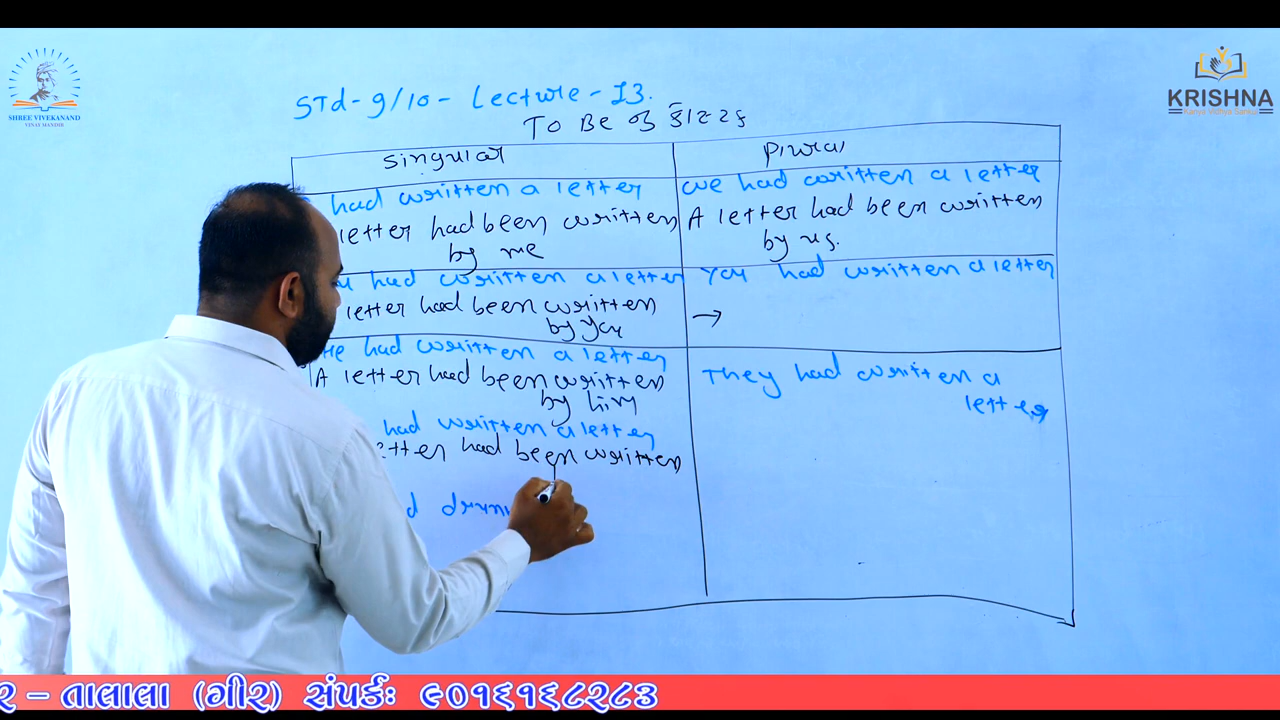 SHREE VIVEKANAND
VINAY MANDIR
KRISHNA
STd - 9/10 - Lecture - 13.
To Be of
Singular
Plural
had written a letter
letter had been written
by me
we had written a letter
A letter had been written
by us.
had written a letter
letter had been written
by you
You had written a letter
→
He had written a letter
A letter had been written
by him
had written a letter
had been written
They had written a
letter
ર – તાલાલા (ગીર) સંપર્કઃ ૯૦૧૬૧૬૮૨૮૩